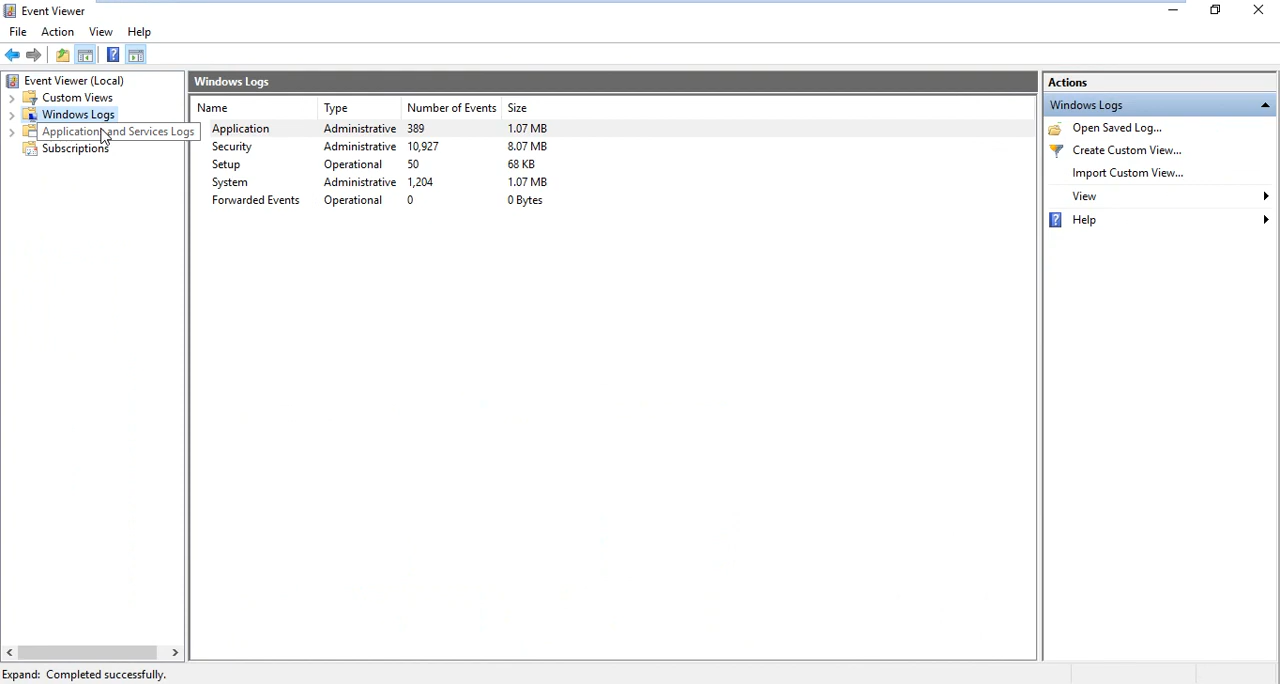 Event Viewer
File Action View Help
Event Viewer (Local)
Custom Views
Windows Logs
Applications and Services Logs
Subscriptions
Windows Logs
Name Type Number of Events Size
Application Administrative 389 1.07 MB
Security Administrative 10,927 8.07 MB
Setup Operational 50 68 KB
System Administrative 1,204 1.07 MB
Forwarded Events Operational 0 0 Bytes
Actions
Windows Logs
Open Saved Log...
Create Custom View...
Import Custom View...
View
Help
Expand: Completed successfully.